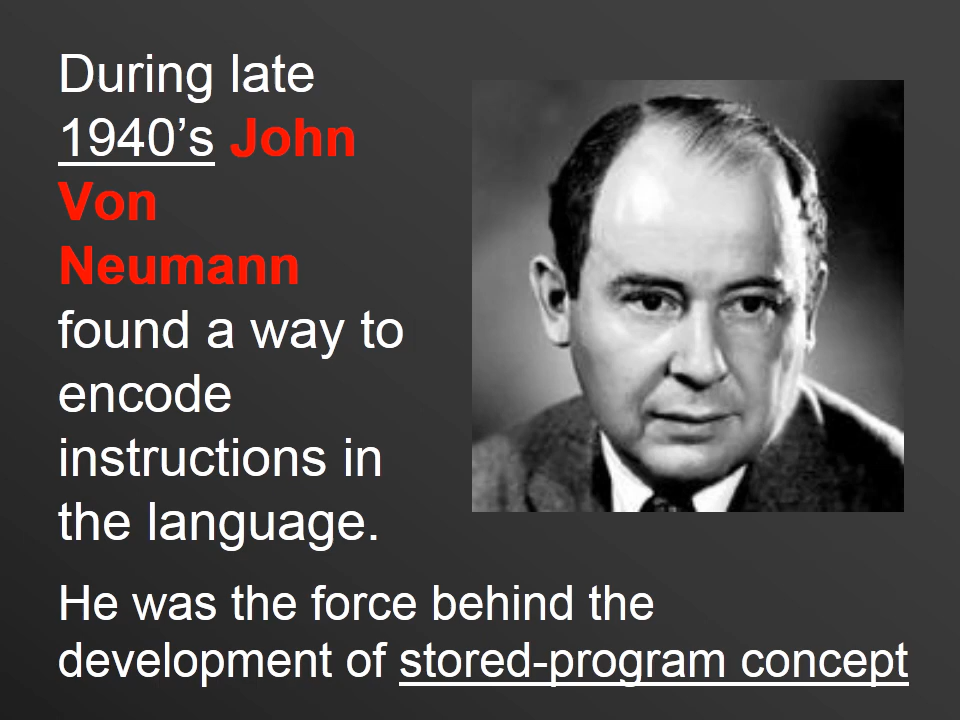 During late
1940’s John
Von
Neumann
found a way to
encode
instructions in
the language.
He was the force behind the
development of stored-program concept